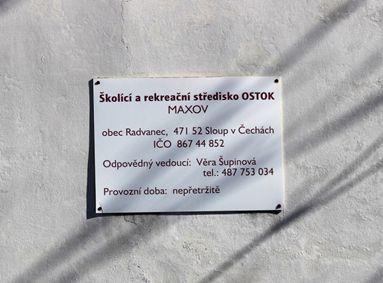 Školící a rekreační středisko OSTOK
MAXOV
obec Radvanec, 471 52 Sloup v Čechách
IČO 867 44 852
Odpovědný vedoucí: Věra Šupinová
tel.: 487 753 034
Provozní doba: nepřetržitě